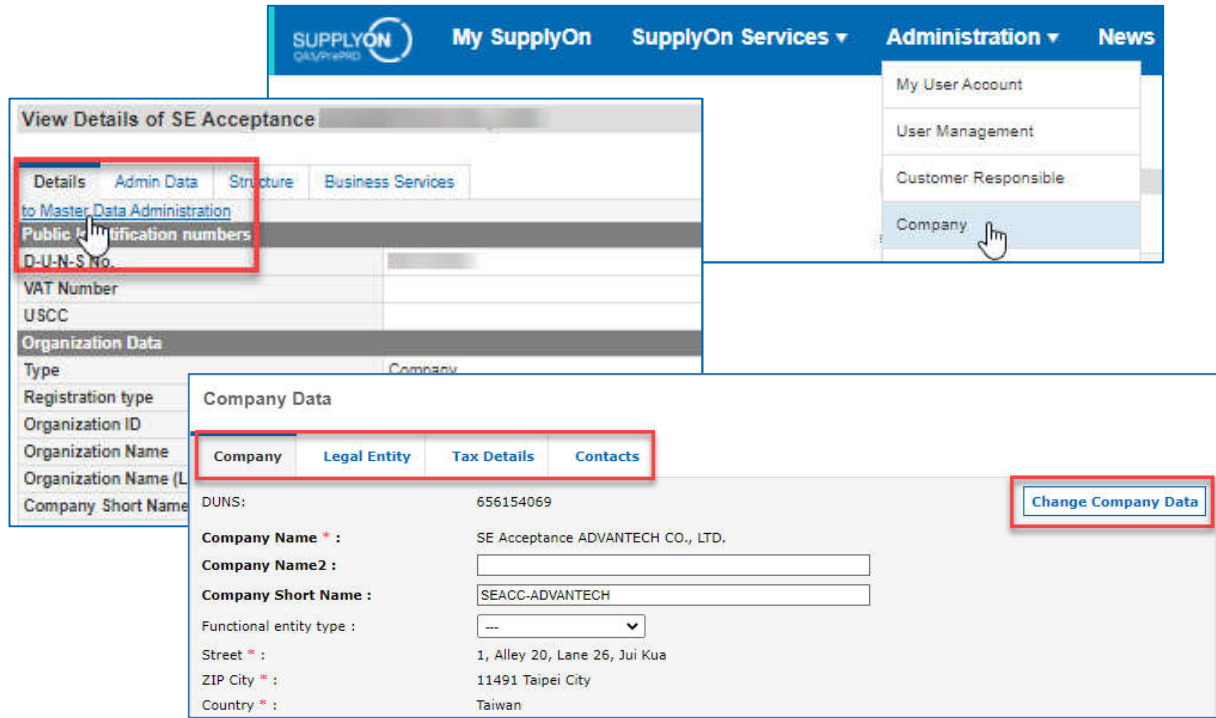 SUPPLYON
QAS/PrePRD
My SupplyOn
SupplyOn Services ▾
Administration ▾
News
My User Account
User Management
Customer Responsible
Company
View Details of SE Acceptance
Details
Admin Data
Structure
Business Services
to Master Data Administration
Public Identification numbers
D-U-N-S No.
VAT Number
USCC
Organization Data
Type Company
Registration type
Organization ID
Organization Name
Organization Name (L
Company Short Name
Company Data
Company
Legal Entity
Tax Details
Contacts
DUNS: 656154069
Change Company Data
Company Name * : SE Acceptance ADVANTECH CO., LTD.
Company Name2 :
Company Short Name : SEACC-ADVANTECH
Functional entity type : ---
Street * : 1, Alley 20, Lane 26, Jui Kua
ZIP City * : 11491 Taipei City
Country * : Taiwan